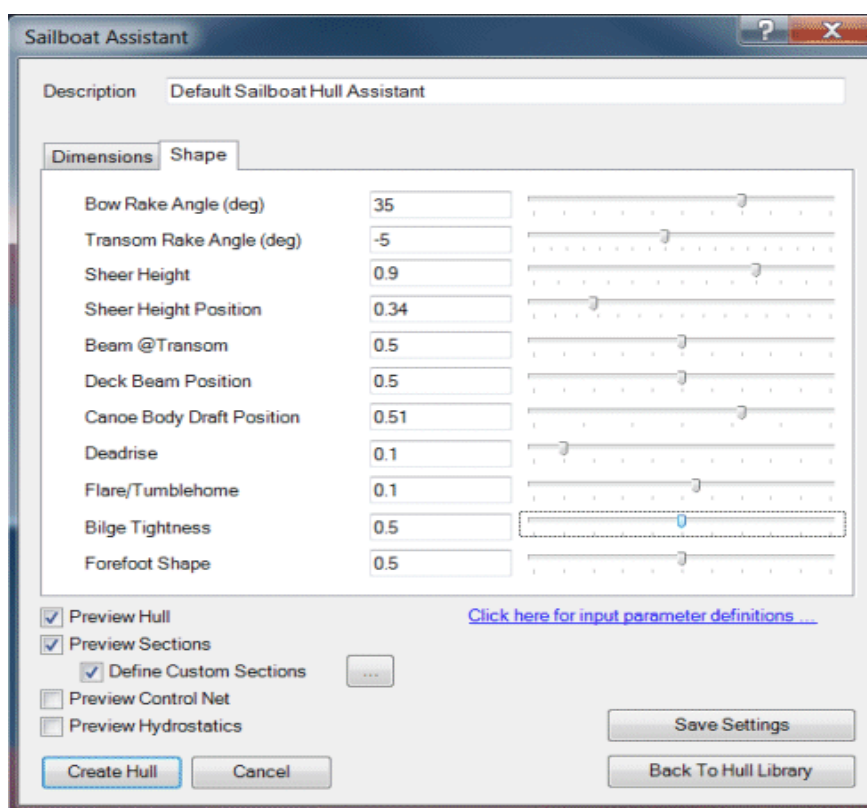 Sailboat Assistant
?
X
Description Default Sailboat Hull Assistant
Dimensions Shape
Bow Rake Angle (deg) 35
Transom Rake Angle (deg) -5
Sheer Height 0.9
Sheer Height Position 0.34
Beam @Transom 0.5
Deck Beam Position 0.5
Canoe Body Draft Position 0.51
Deadrise 0.1
Flare/Tumblehome 0.1
Bilge Tightness 0.5
Forefoot Shape 0.5
Preview Hull Click here for input parameter definitions ...
Preview Sections
Define Custom Sections ...
Preview Control Net
Preview Hydrostatics
Save Settings
Create Hull Cancel Back To Hull Library